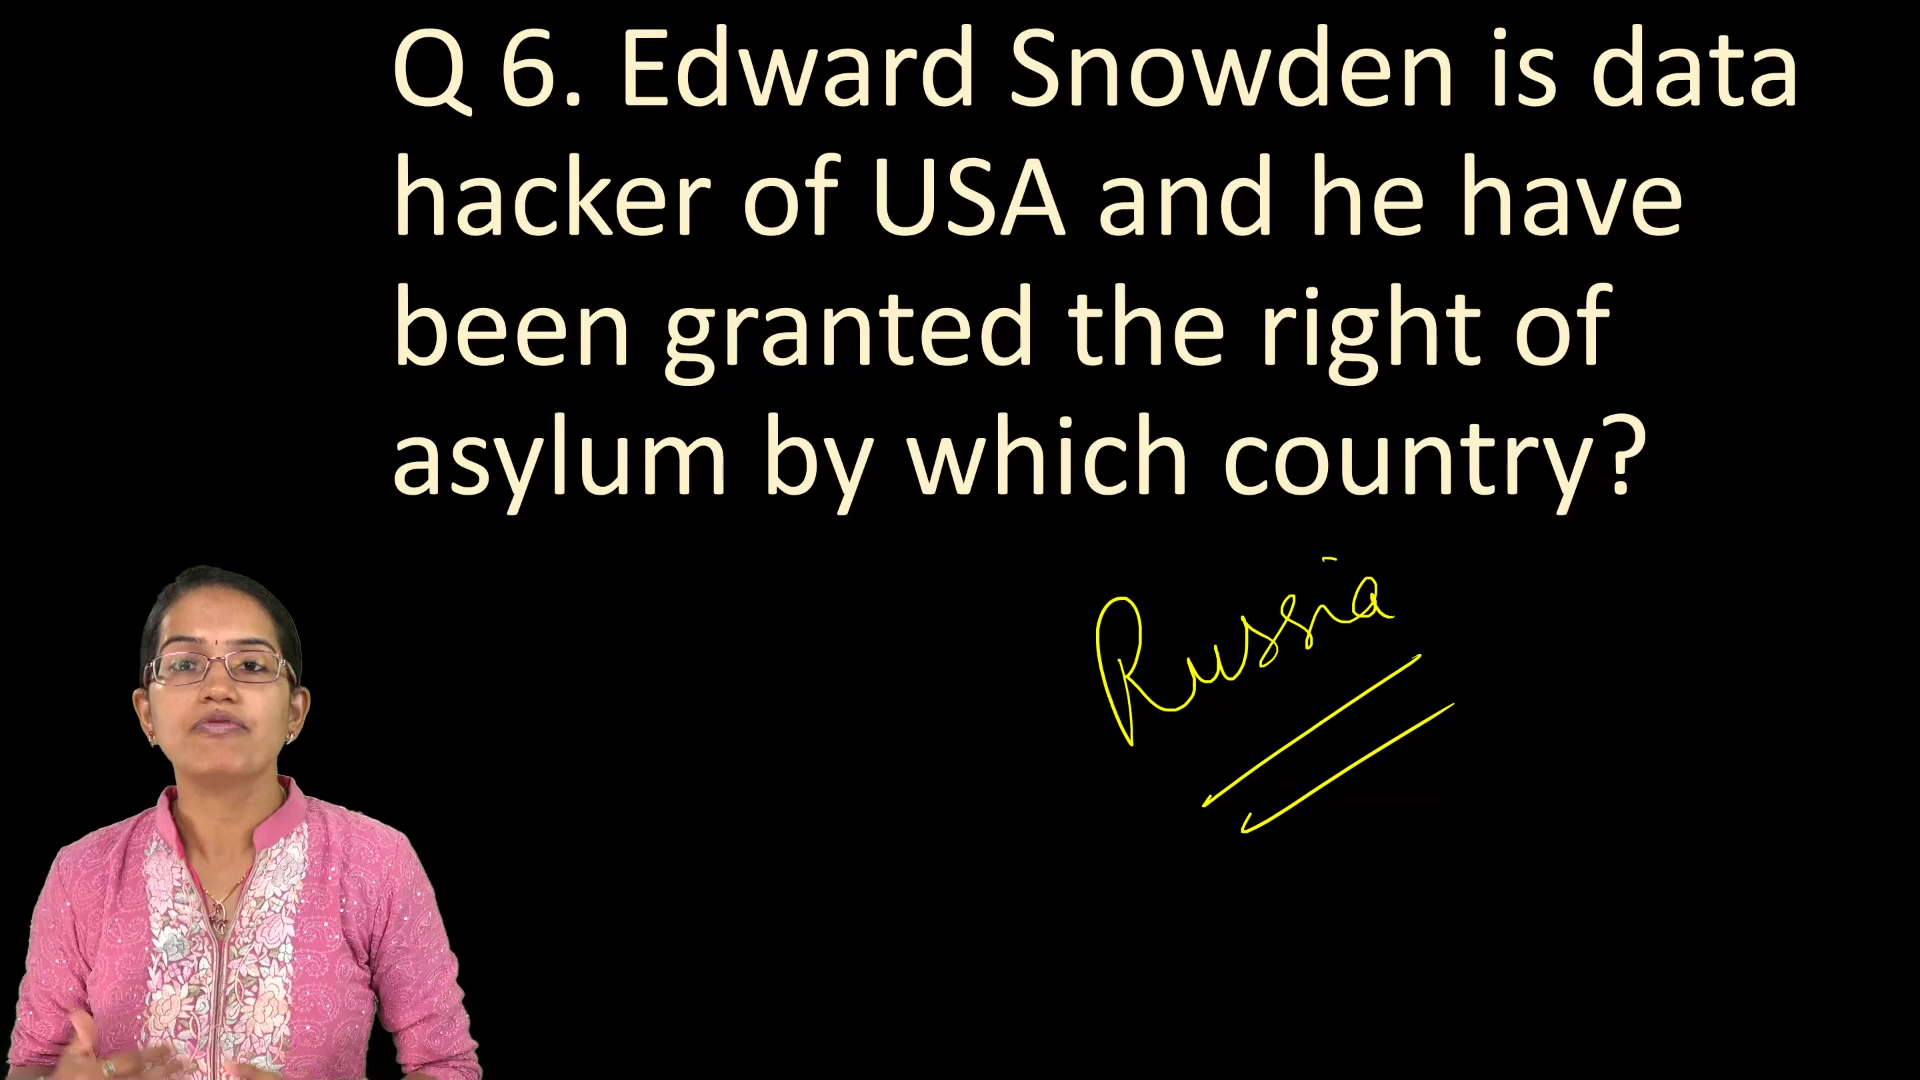 Q 6. Edward Snowden is data
hacker of USA and he have
been granted the right of
asylum by which country?
Russia